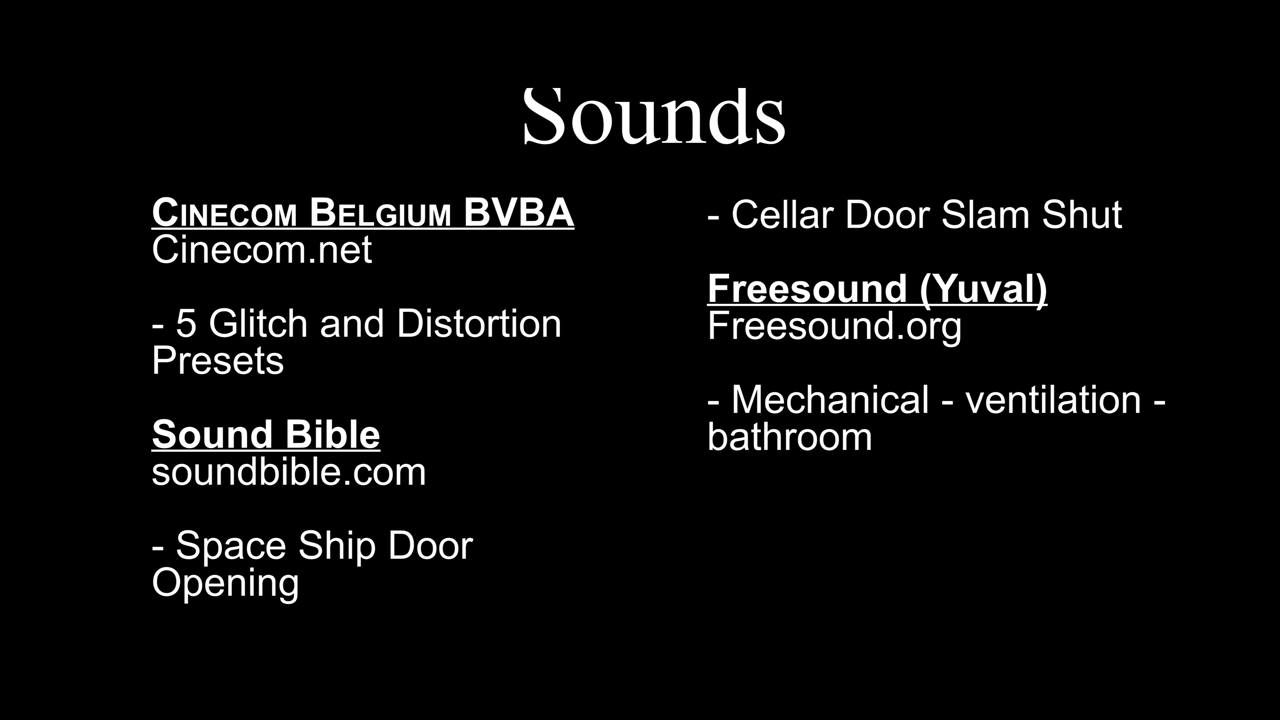 Sounds
CINECOM BELGIUM BVBA
Cinecom.net
- 5 Glitch and Distortion
Presets
Sound Bible
soundbible.com
- Space Ship Door
Opening
- Cellar Door Slam Shut
Freesound (Yuval)
Freesound.org
- Mechanical - ventilation -
bathroom